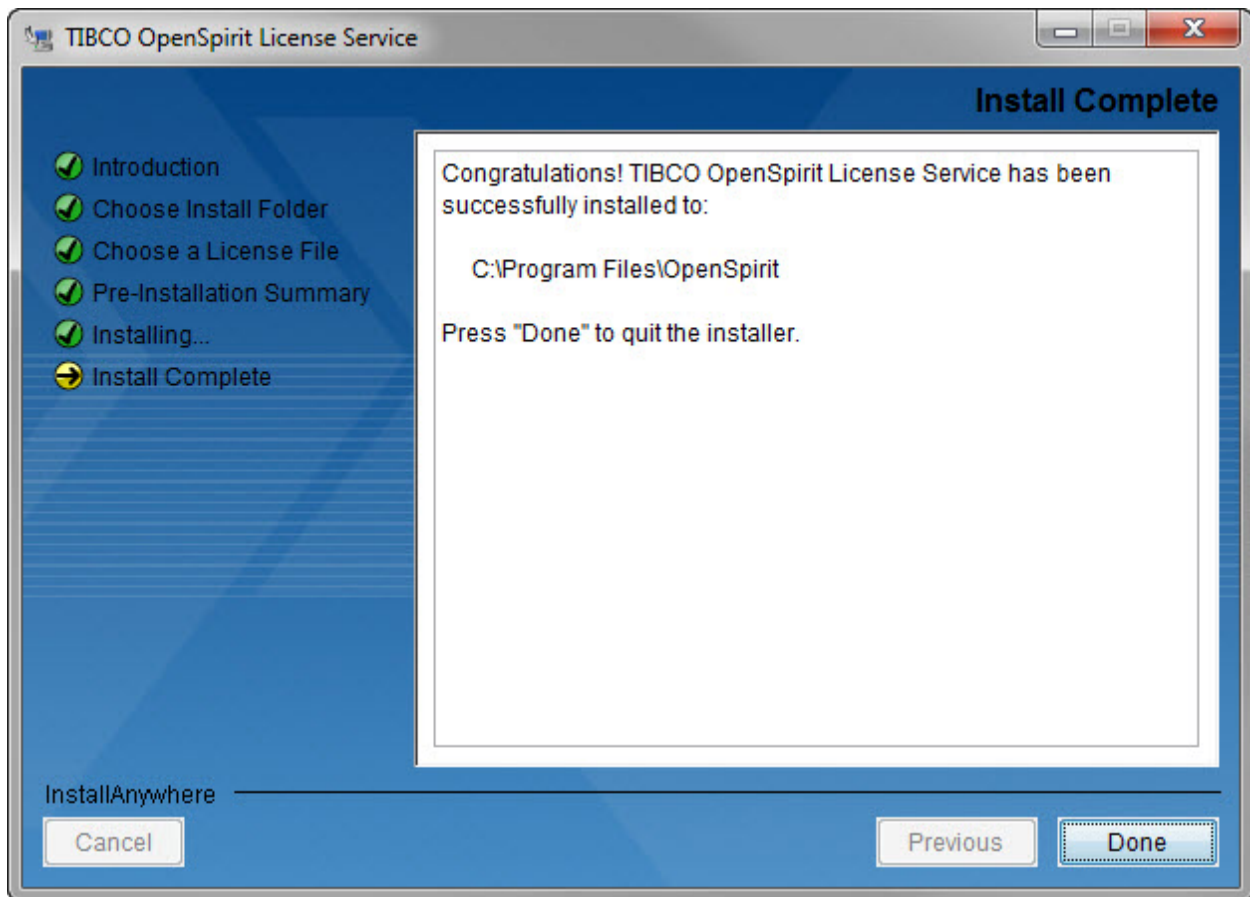 TIBCO OpenSpirit License Service
Install Complete
Introduction
Choose Install Folder
Choose a License File
Pre-Installation Summary
Installing...
Install Complete
Congratulations! TIBCO OpenSpirit License Service has been
successfully installed to:
C:\Program Files\OpenSpirit
Press "Done" to quit the installer.
InstallAnywhere
Cancel
Previous
Done